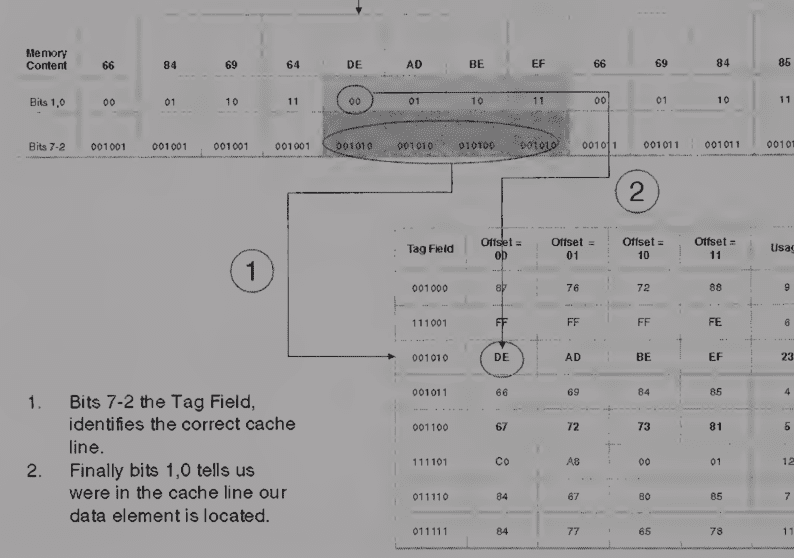 Memory
Content 66 84 69 64 DE AD BE EF 66 69 84 85
Bits 1,0 00 01 10 11 00 01 10 11 00 01 10 11
Bits 7-2 001001 001001 001001 001001 001010 001010 010100 001010 001011 001011 001011
2
1
Tag Field Offset = 00 Offset = 01 Offset = 10 Offset = 11
001000 87 76 72 88 9
111001 FF FF FF FE 6
001010 DE AD BE EF 23
001011 66 69 84 85 4
001100 67 72 73 81 5
111101 C0 A8 00 01 12
011110 84 67 80 85 7
011111 84 77 65 78 11
1. Bits 7-2 the Tag Field,
identifies the correct cache
line.
2. Finally bits 1,0 tells us
were in the cache line our
data element is located.